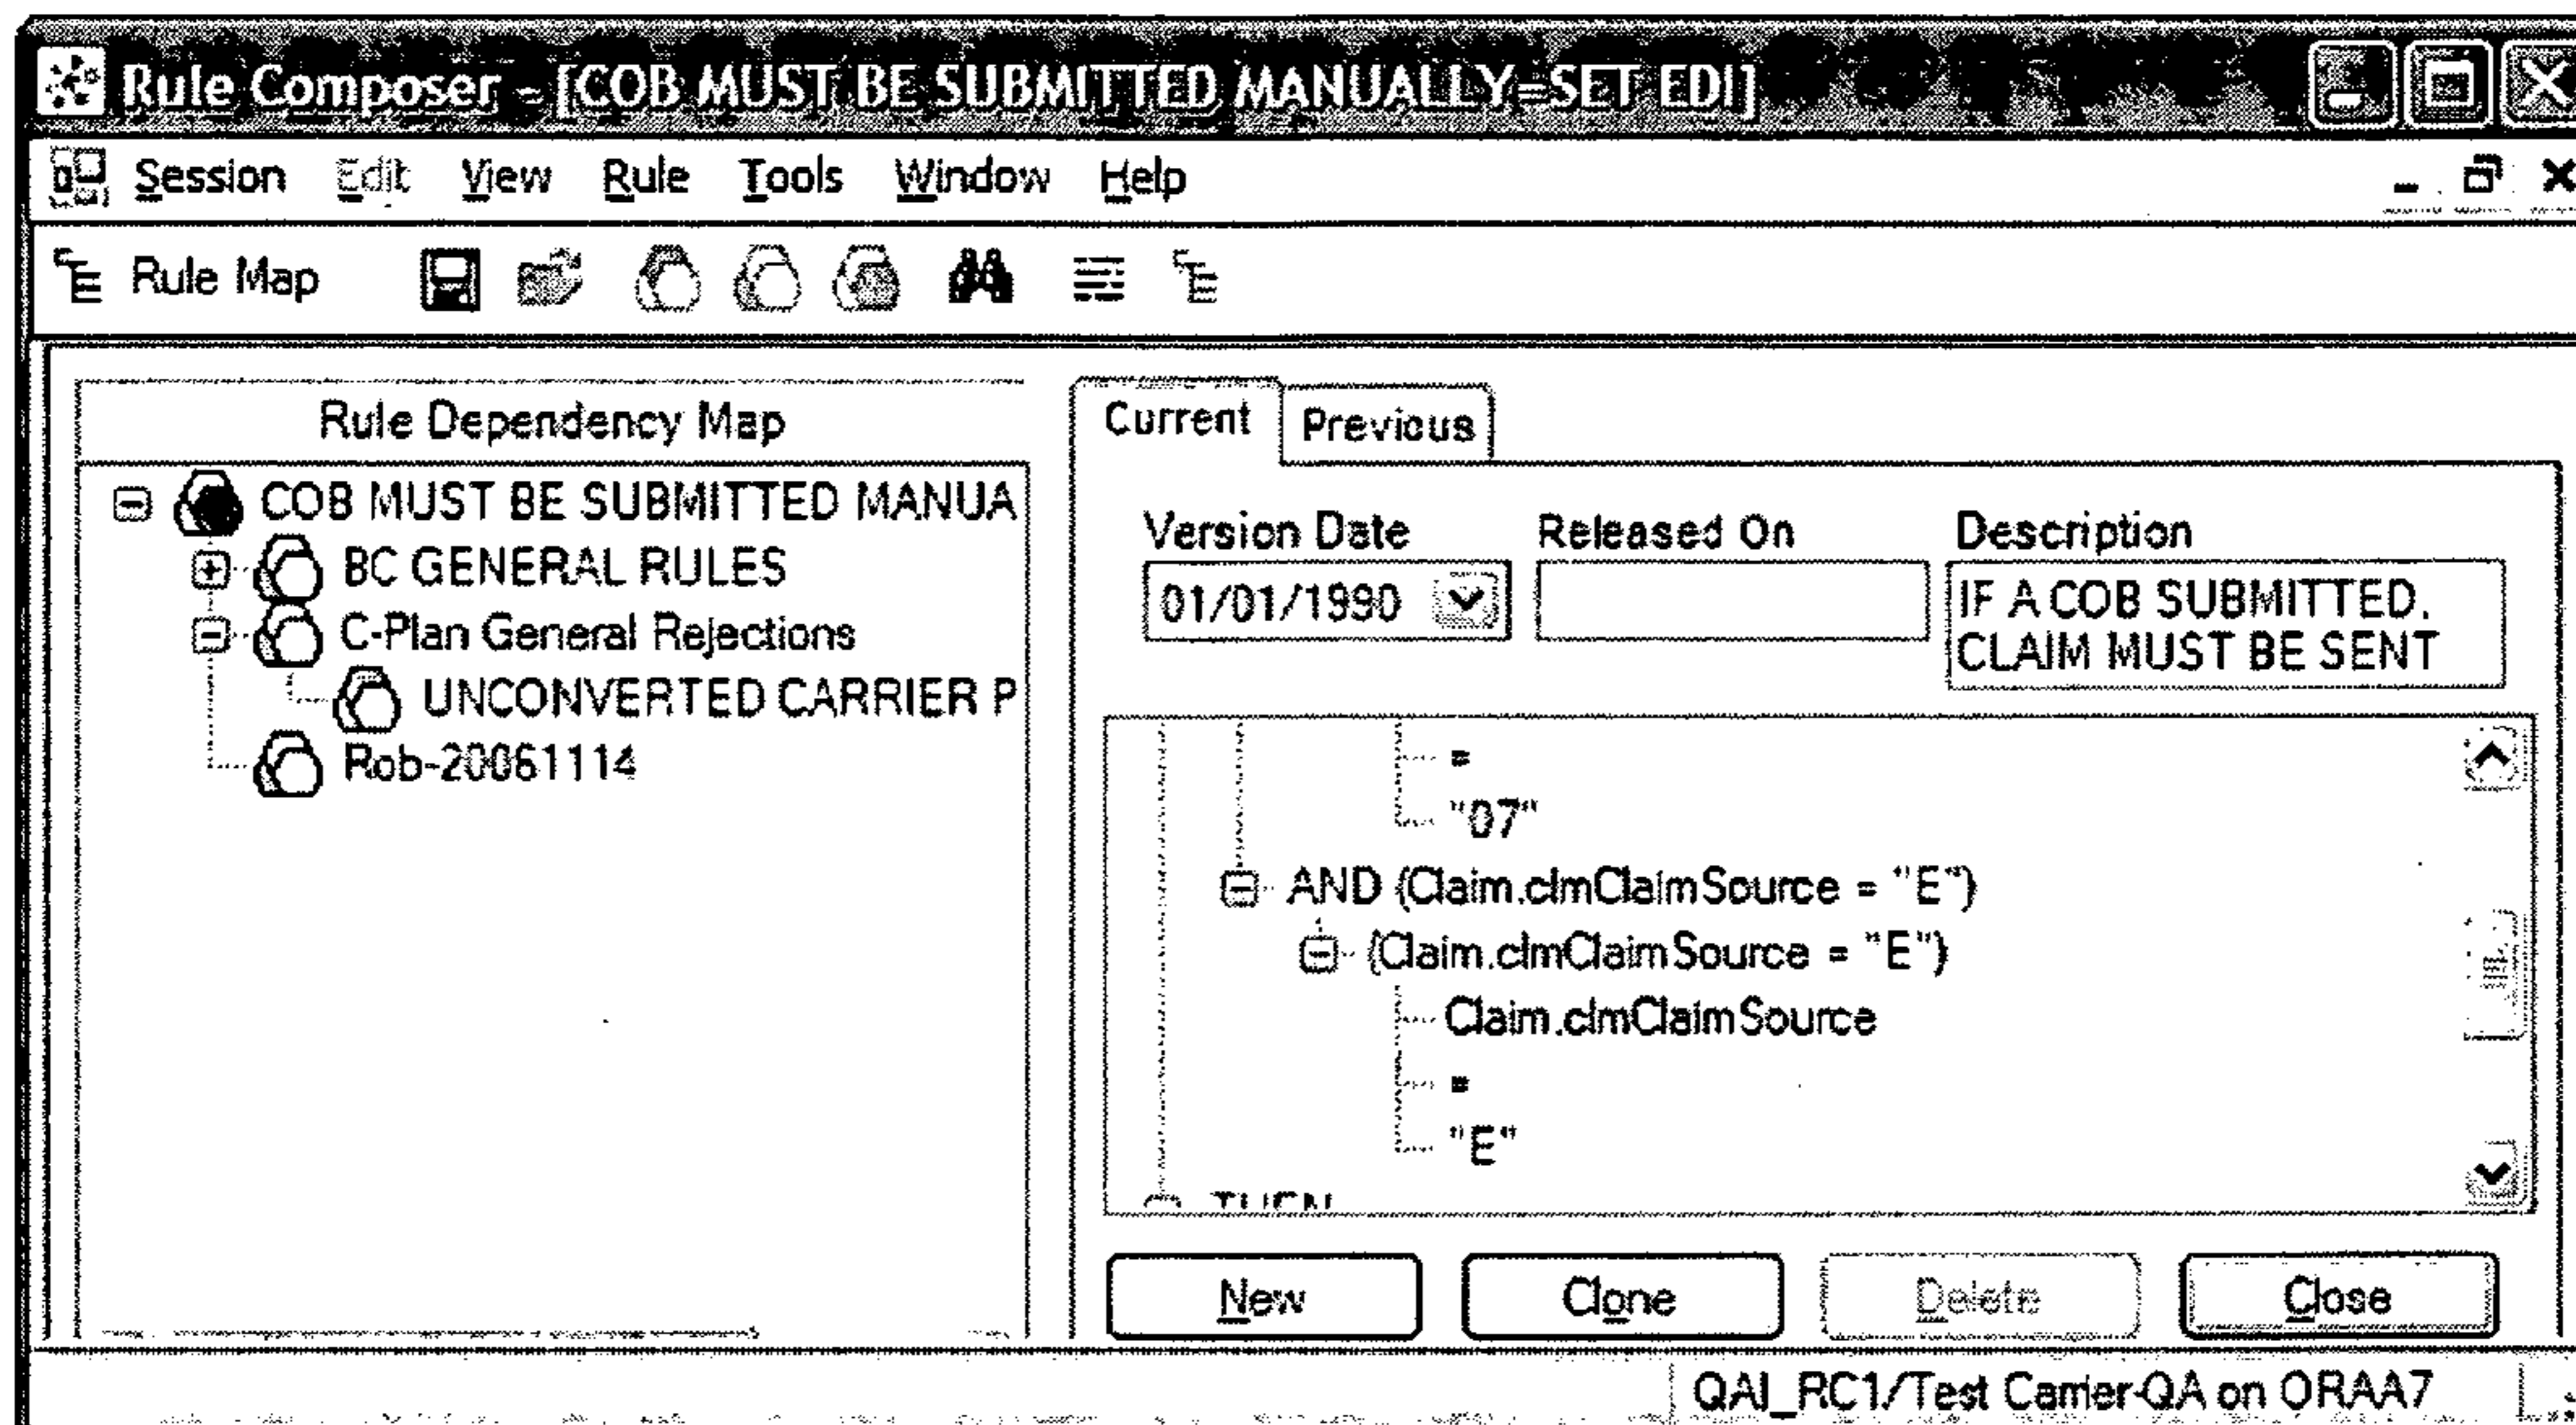 Rule Composer - [COB MUST BE SUBMITTED MANUALLY=SET EDI]
Session Edit View Rule Tools Window Help
Rule Map
Rule Dependency Map
COB MUST BE SUBMITTED MANUA
BC GENERAL RULES
C-Plan General Rejections
UNCONVERTED CARRIER P
Rob-20061114
Current Previous
Version Date Released On Description
01/01/1990
IF A COB SUBMITTED,
CLAIM MUST BE SENT
=
"07"
AND (Claim.clmClaimSource = "E")
(Claim.clmClaimSource = "E")
Claim.clmClaimSource
=
"E"
THEN
New Clone Delete Close
QAI_RC1/Test Carrier-QA on ORAA7